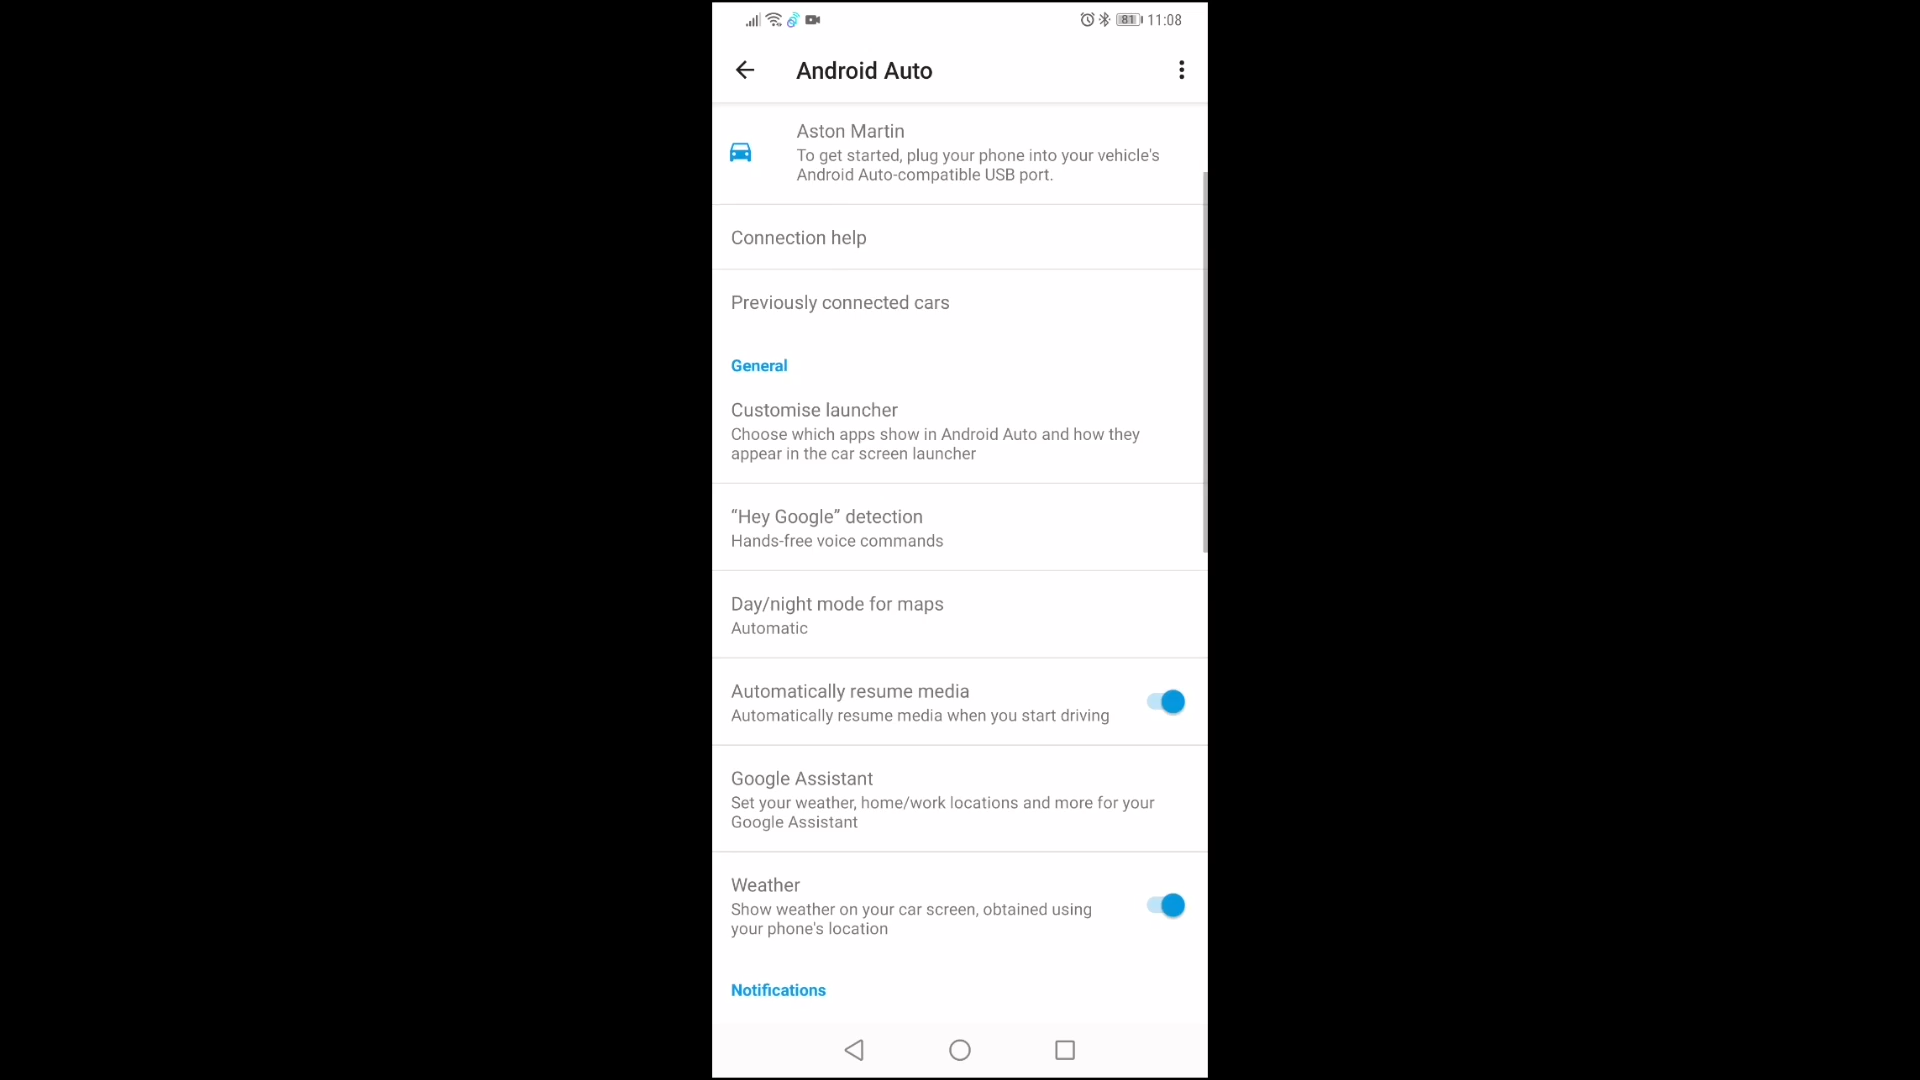 81 11:08
Android Auto
Aston Martin
To get started, plug your phone into your vehicle's
Android Auto-compatible USB port.
Connection help
Previously connected cars
General
Customise launcher
Choose which apps show in Android Auto and how they
appear in the car screen launcher
“Hey Google” detection
Hands-free voice commands
Day/night mode for maps
Automatic
Automatically resume media
Automatically resume media when you start driving
Google Assistant
Set your weather, home/work locations and more for your
Google Assistant
Weather
Show weather on your car screen, obtained using
your phone's location
Notifications